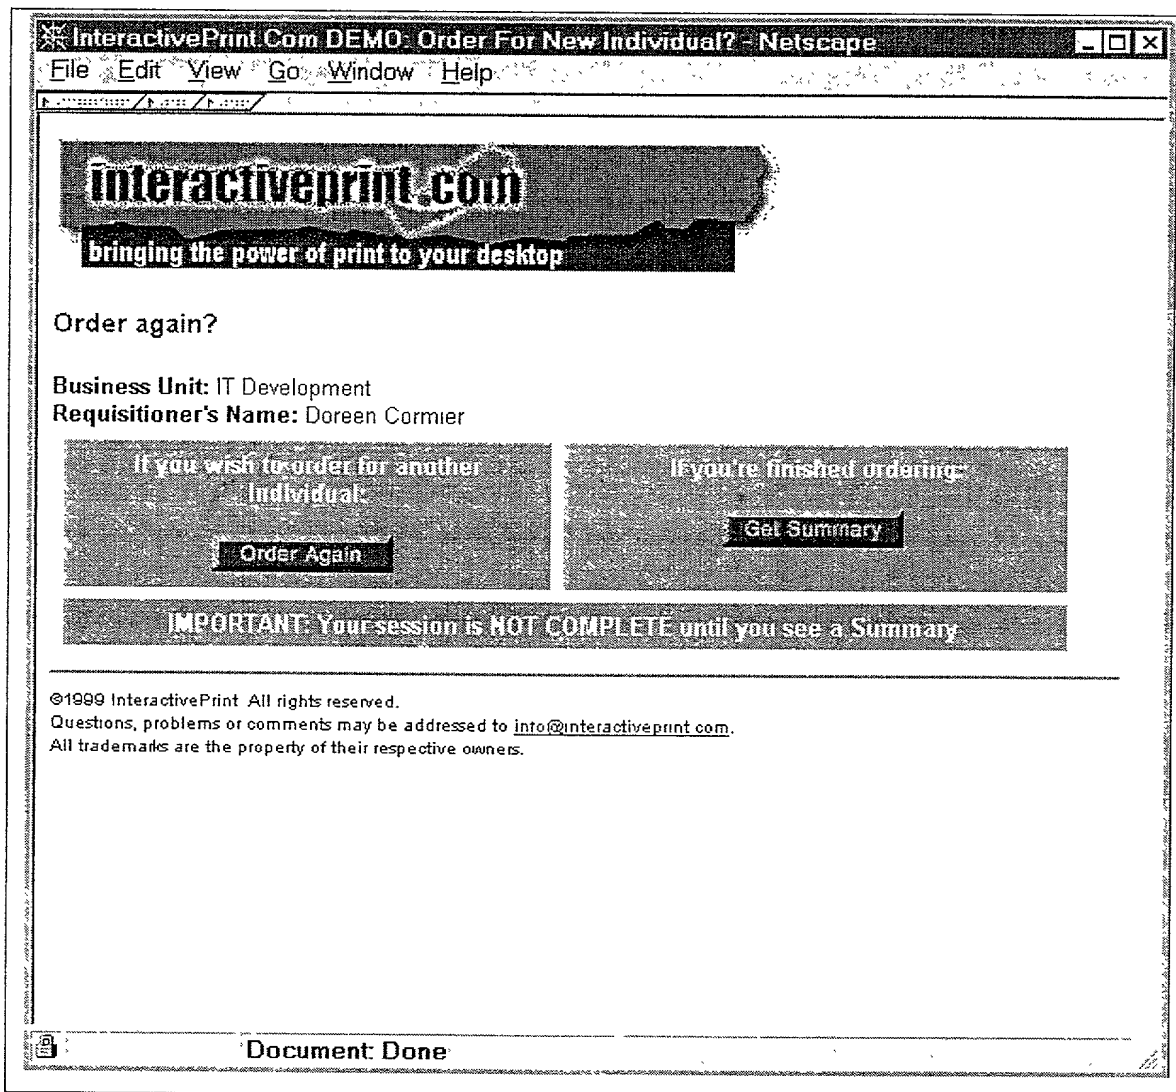 InteractivePrint.Com DEMO: Order For New Individual? - Netscape
File Edit View Go Window Help
interactiveprint.com
bringing the power of print to your desktop
Order again?
Business Unit: IT Development
Requisitioner's Name: Doreen Cormier
If you wish to order for another
Individual:
Order Again
If you're finished ordering:
Get Summary
IMPORTANT: Your session is NOT COMPLETE until you see a Summary
©1999 InteractivePrint All rights reserved.
Questions, problems or comments may be addressed to info@interactiveprint com.
All trademarks are the property of their respective owners.
Document: Done